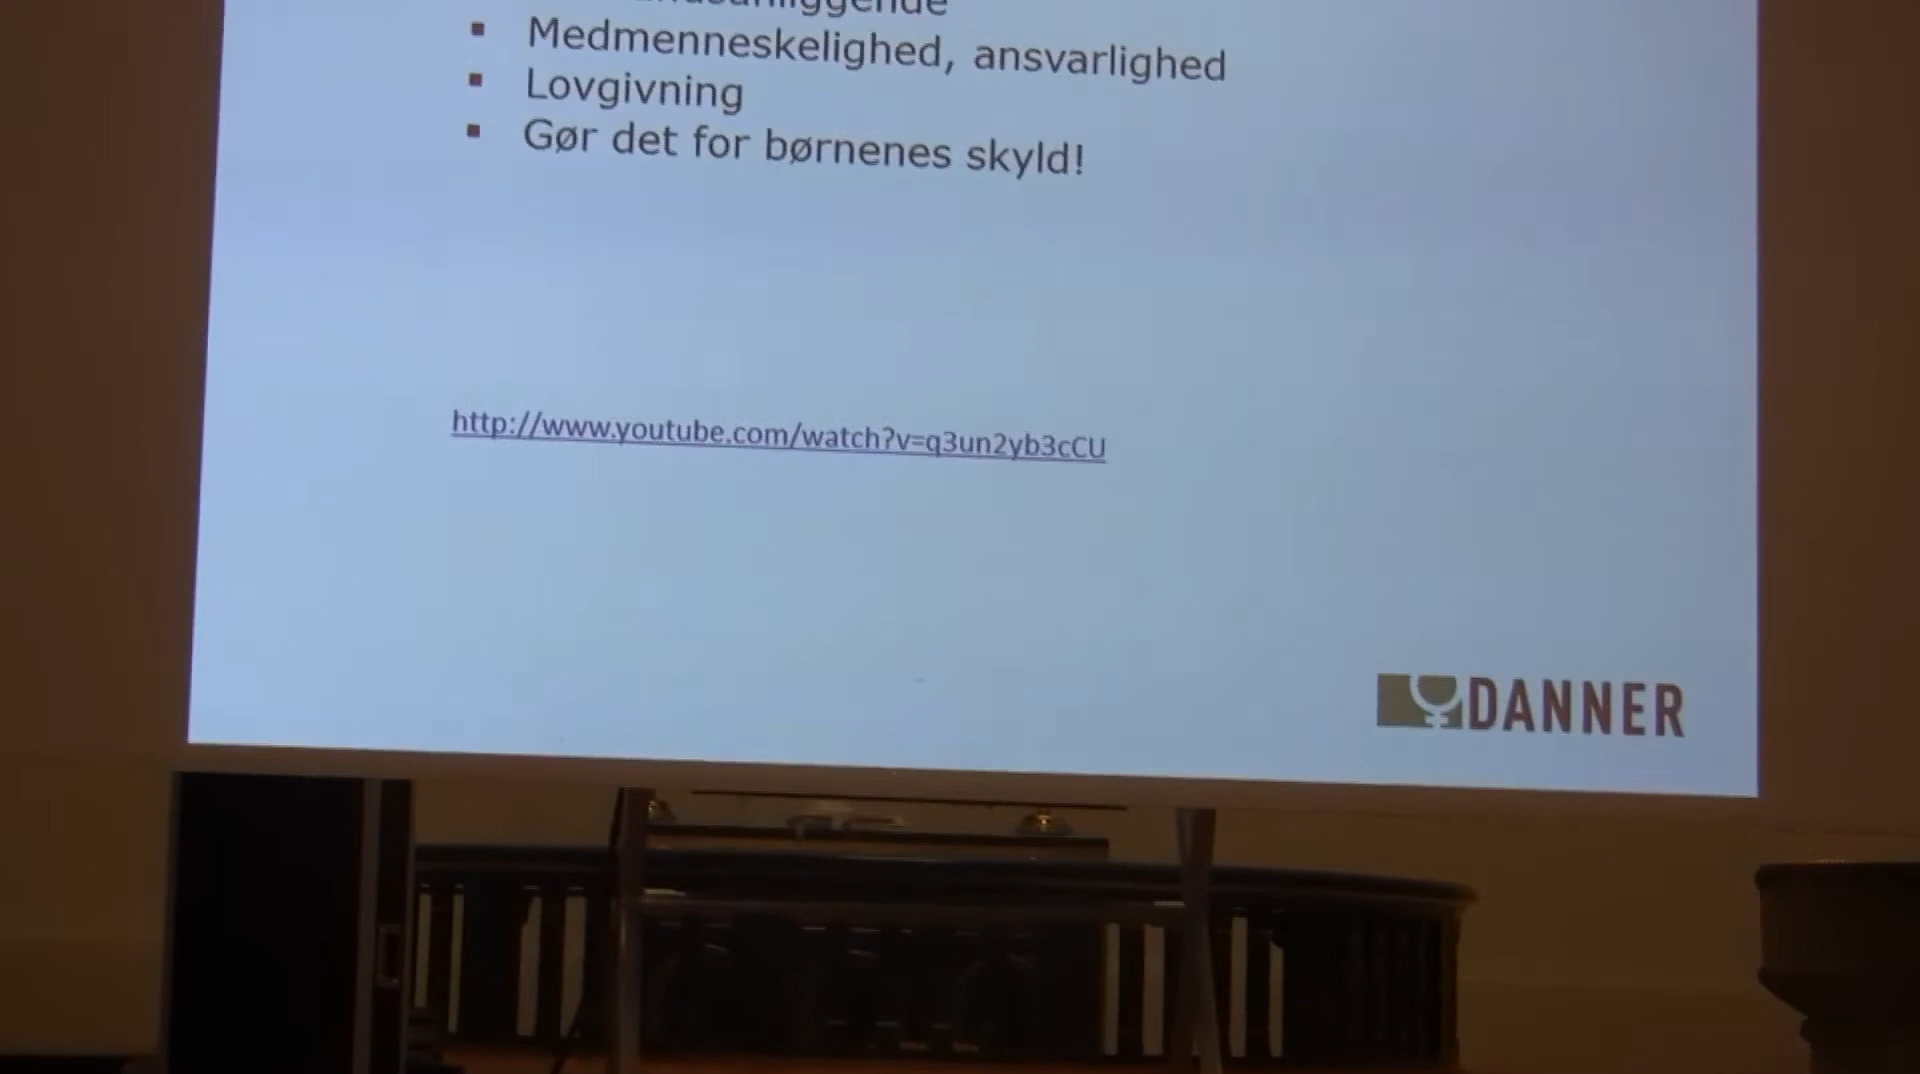 Medmenneskelighed, ansvarlighed
Lovgivning
Gør det for børnenes skyld!
http://www.youtube.com/watch?v=q3un2yb3cCU
DANNER